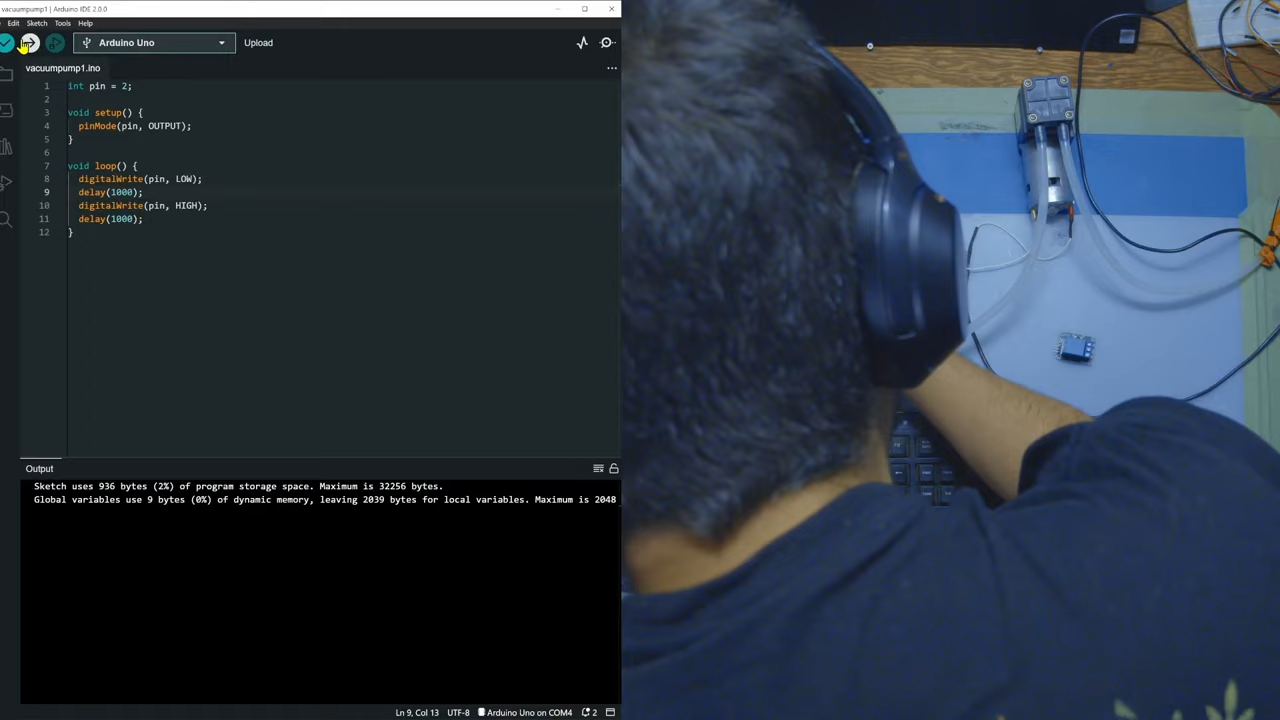 vacuumpump1 | Arduino IDE 2.0.0
Edit Sketch Tools Help
Arduino Uno Upload
vacuumpump1.ino
1 int pin = 2;
2
3 void setup() {
4 pinMode(pin, OUTPUT);
5 }
6
7 void loop() {
8 digitalWrite(pin, LOW);
9 delay(1000);
10 digitalWrite(pin, HIGH);
11 delay(1000);
12 }
Output
Sketch uses 936 bytes (2%) of program storage space. Maximum is 32256 bytes.
Global variables use 9 bytes (0%) of dynamic memory, leaving 2039 bytes for local variables. Maximum is 2048
Ln 9, Col 13 UTF-8 Arduino Uno on COM4 2